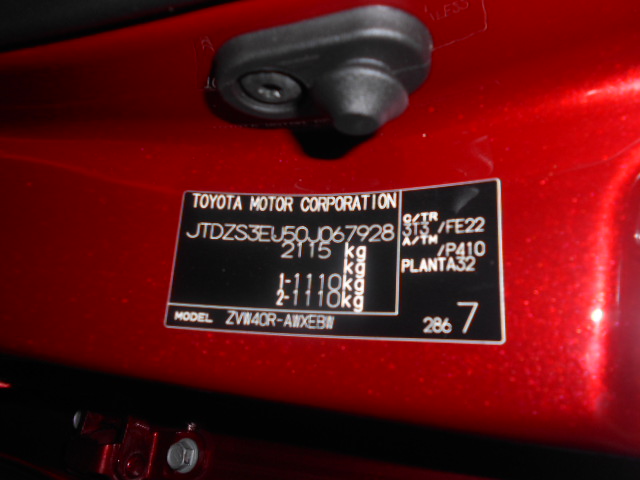 TOYOTA MOTOR CORPORATION
JTDZS3EU50J067928
2115 kg
kg
1-1110kg
2-1110kg
MODEL ZVW40R-AWXEBW
C/TR
3T3 /FE22
A/TM
/P410
PLANTA32
286 7